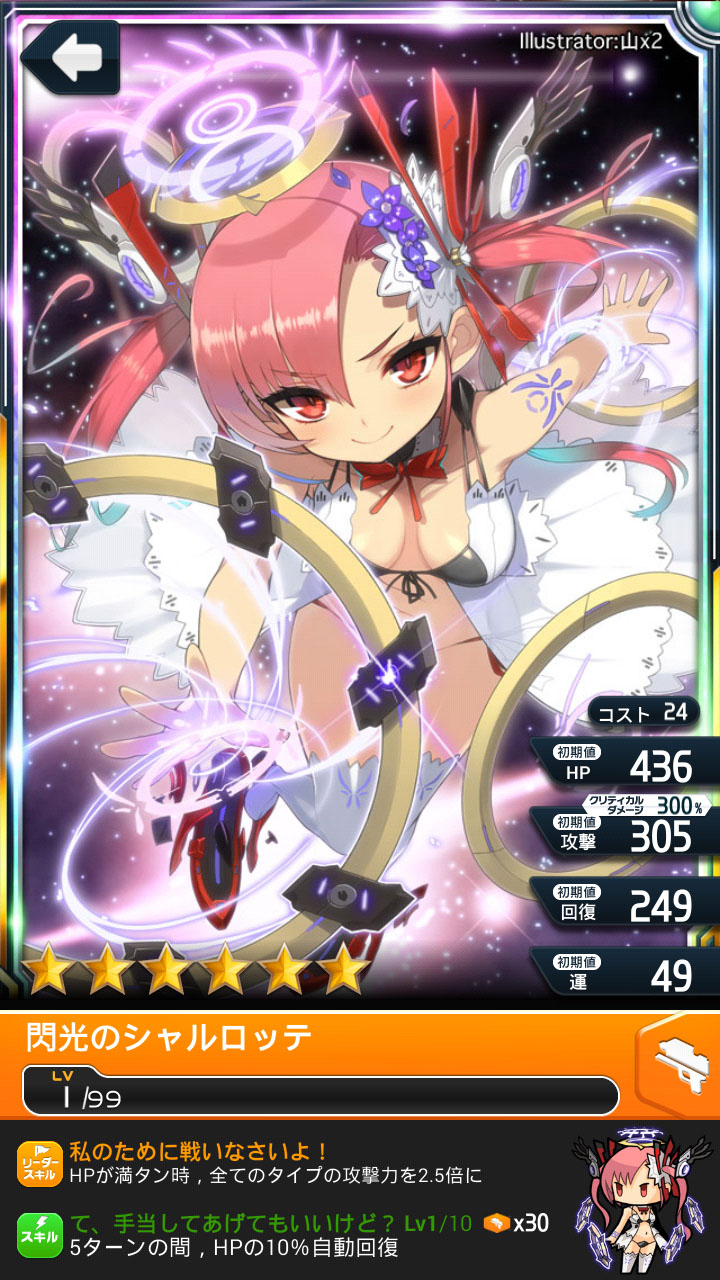 Illustrator:山x2
コスト 24
初期値 HP 436
クリティカルダメージ 300%
初期値 攻撃 305
初期値 回復 249
初期値 運 49
閃光のシャルロッテ
LV
1/99
リーダースキル
私のために戦いなさいよ！
HPが満タン時，全てのタイプの攻撃力を2.5倍に
スキル
て、手当してあげてもいいけど？ Lv1/10 x30
5ターンの間，HPの10%自動回復